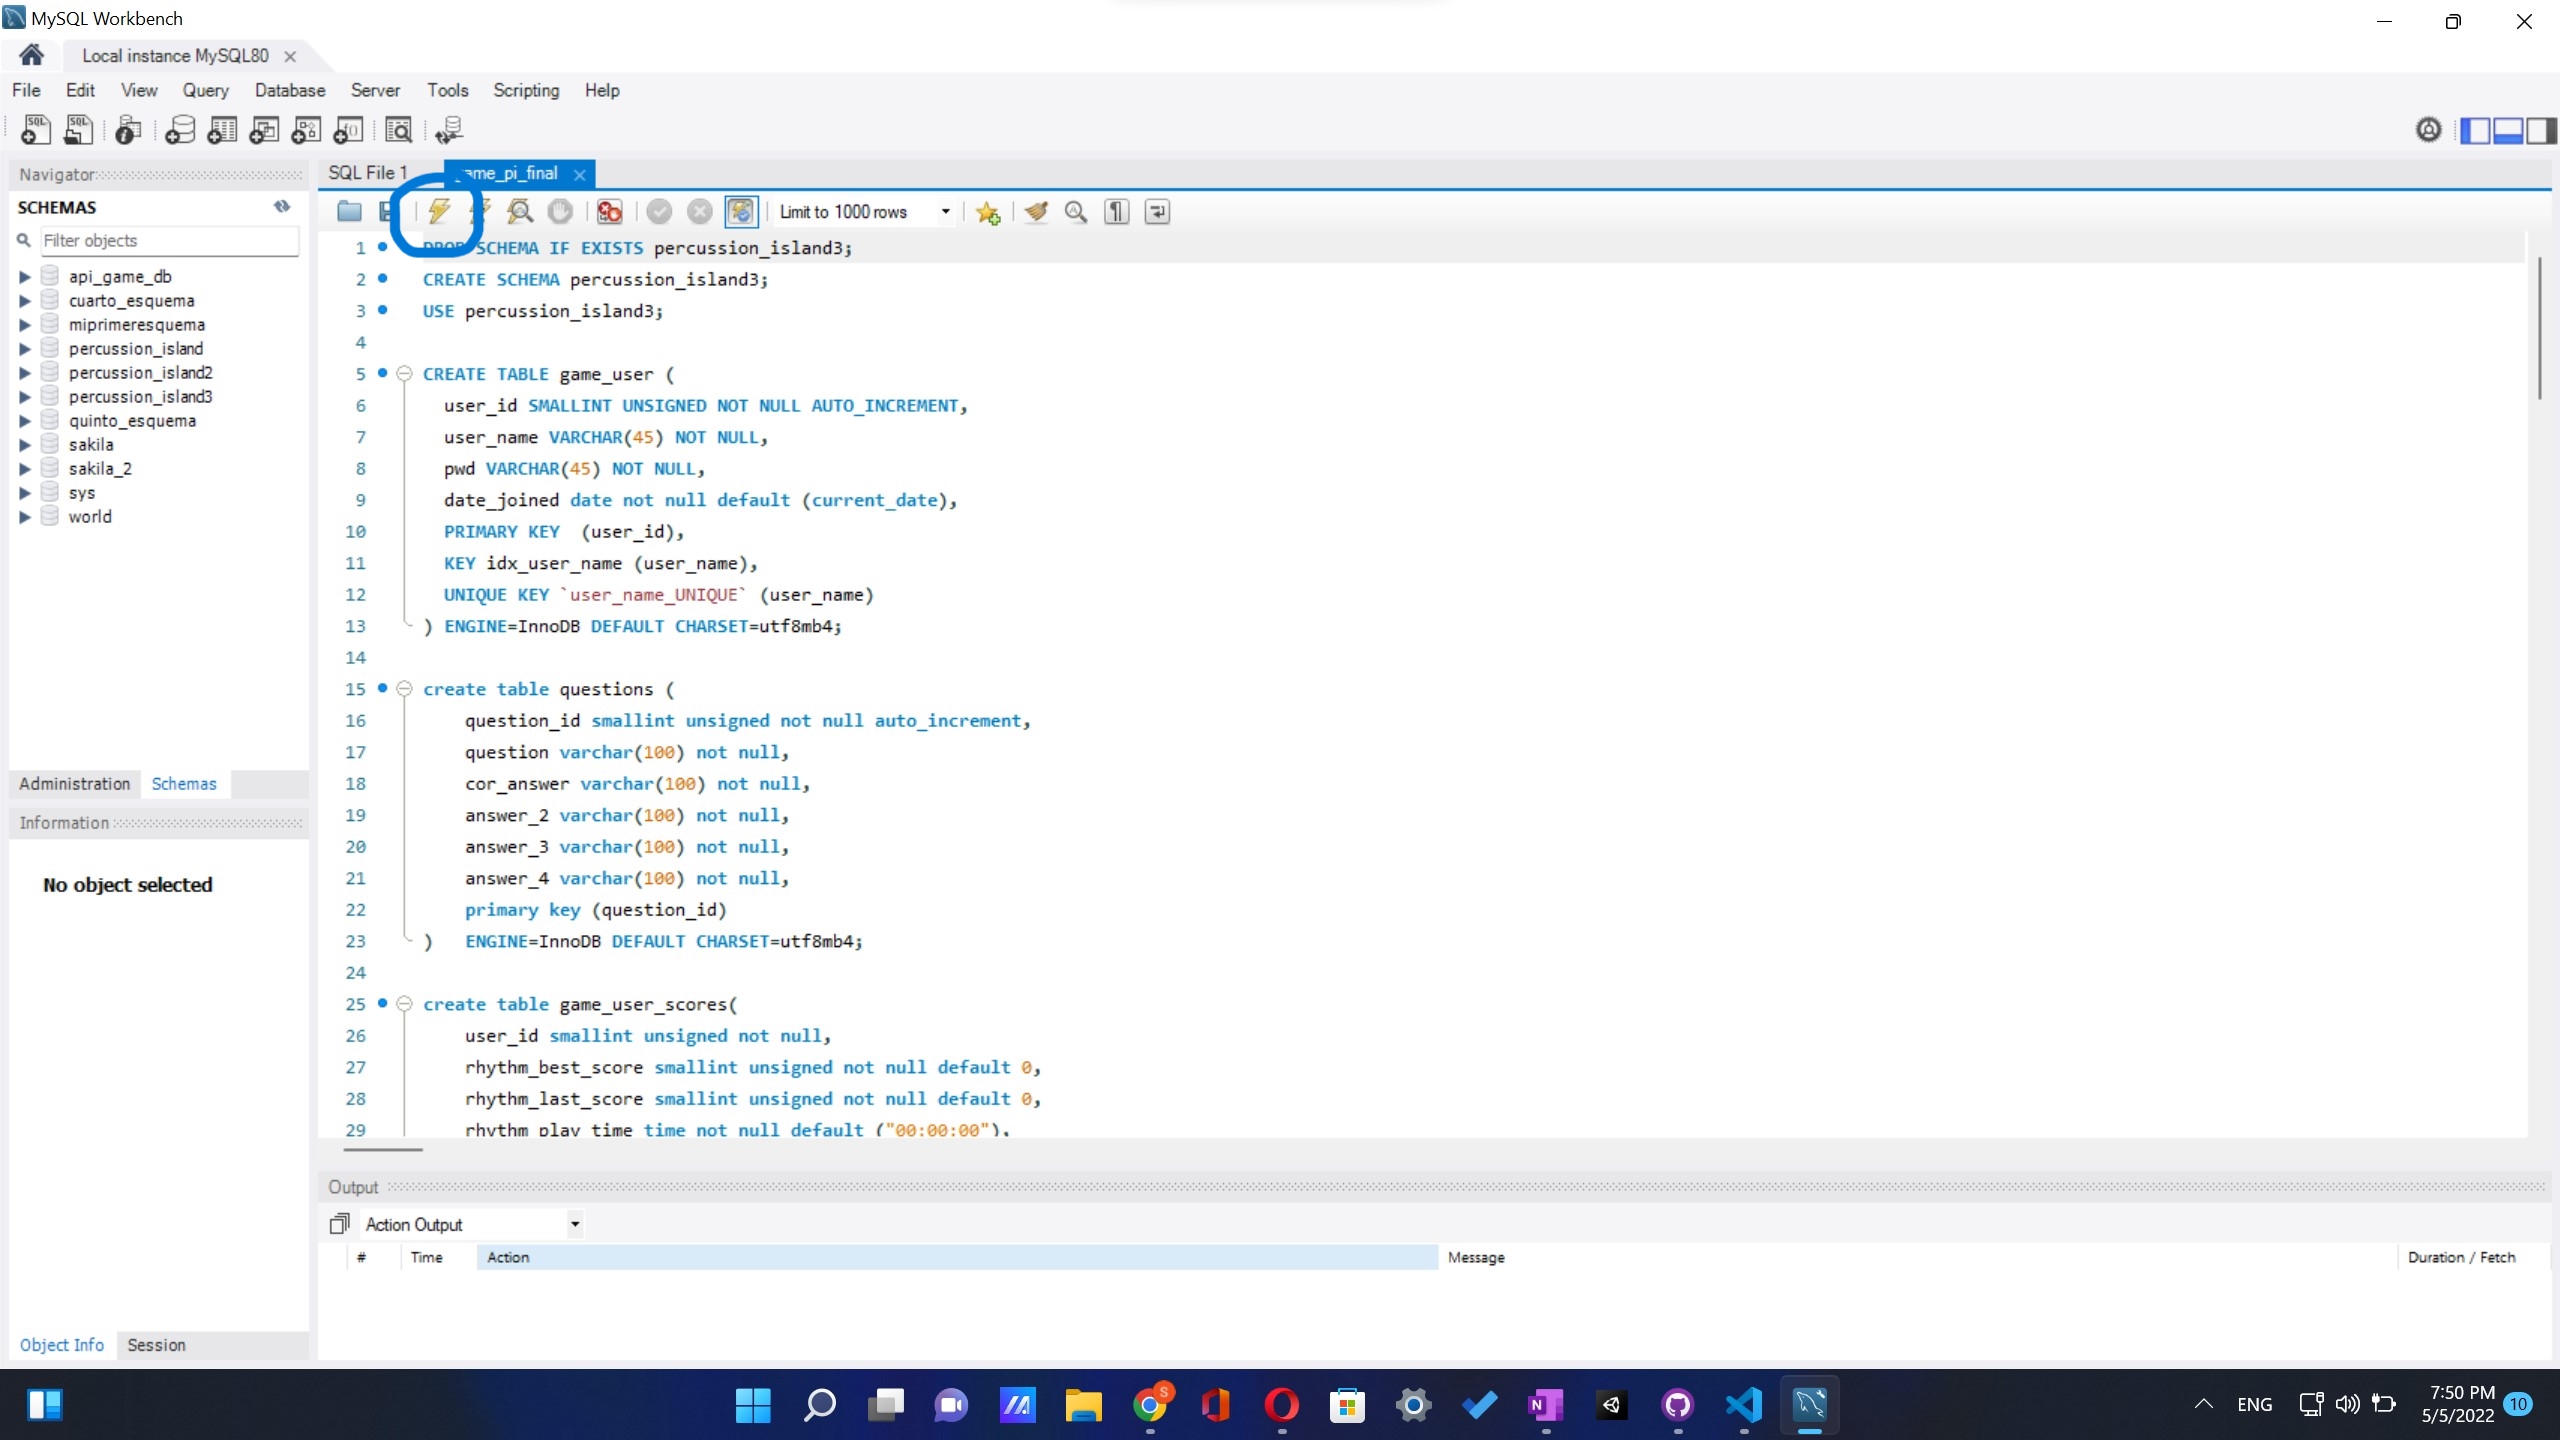 MySQL Workbench
Local instance MySQL80
File Edit View Query Database Server Tools Scripting Help
Navigator
SCHEMAS
Filter objects
api_game_db
cuarto_esquema
miprimeresquema
percussion_island
percussion_island2
percussion_island3
quinto_esquema
sakila
sakila_2
sys
world
Administration Schemas
Information
No object selected
Object Info Session
SQL File 1 ame_pi_final
Limit to 1000 rows
1 DROP SCHEMA IF EXISTS percussion_island3;
2 CREATE SCHEMA percussion_island3;
3 USE percussion_island3;
4
5 CREATE TABLE game_user (
6 user_id SMALLINT UNSIGNED NOT NULL AUTO_INCREMENT,
7 user_name VARCHAR(45) NOT NULL,
8 pwd VARCHAR(45) NOT NULL,
9 date_joined date not null default (current_date),
10 PRIMARY KEY  (user_id),
11 KEY idx_user_name (user_name),
12 UNIQUE KEY `user_name_UNIQUE` (user_name)
13 ) ENGINE=InnoDB DEFAULT CHARSET=utf8mb4;
14
15 create table questions (
16 question_id smallint unsigned not null auto_increment,
17 question varchar(100) not null,
18 cor_answer varchar(100) not null,
19 answer_2 varchar(100) not null,
20 answer_3 varchar(100) not null,
21 answer_4 varchar(100) not null,
22 primary key (question_id)
23 ) ENGINE=InnoDB DEFAULT CHARSET=utf8mb4;
24
25 create table game_user_scores(
26 user_id smallint unsigned not null,
27 rhythm_best_score smallint unsigned not null default 0,
28 rhythm_last_score smallint unsigned not null default 0,
29 rhythm_play_time time not null default ("00:00:00"),
Output
Action Output
# Time Action Message Duration / Fetch
ENG
7:50 PM
5/5/2022
10